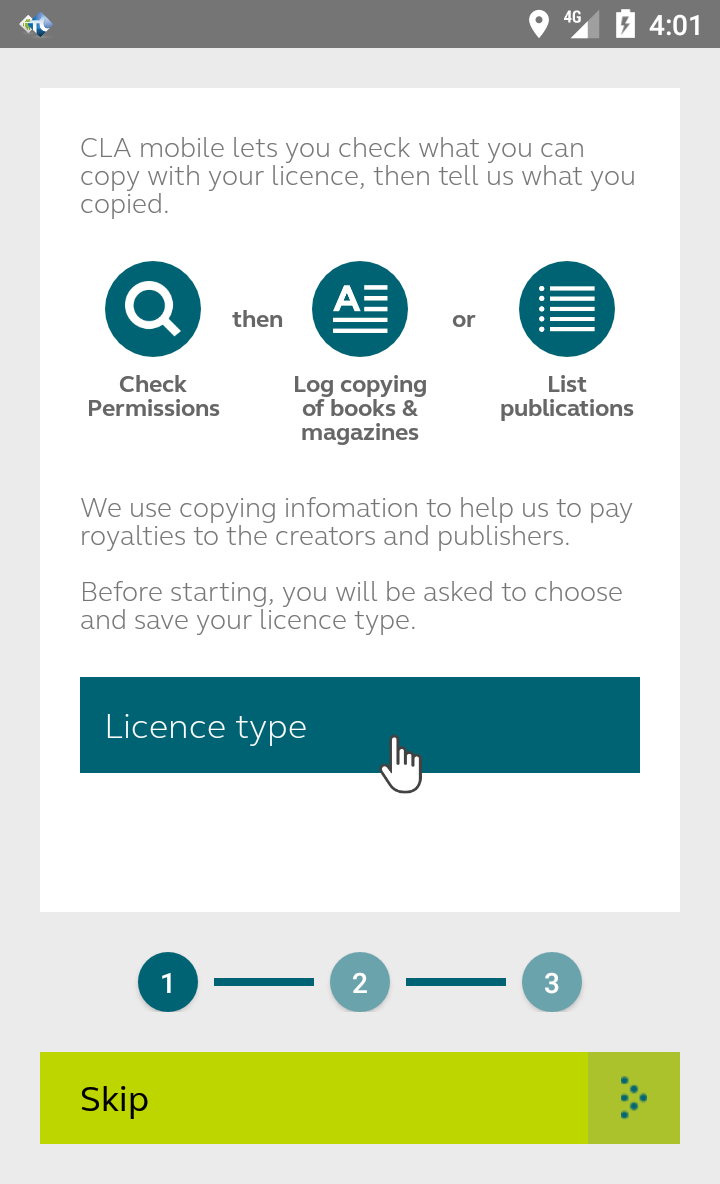 4G 4:01
CLA mobile lets you check what you can
copy with your licence, then tell us what you
copied.
then
or
Check
Permissions
Log copying
of books &
magazines
List
publications
We use copying infomation to help us to pay
royalties to the creators and publishers.
Before starting, you will be asked to choose
and save your licence type.
Licence type
1 2 3
Skip